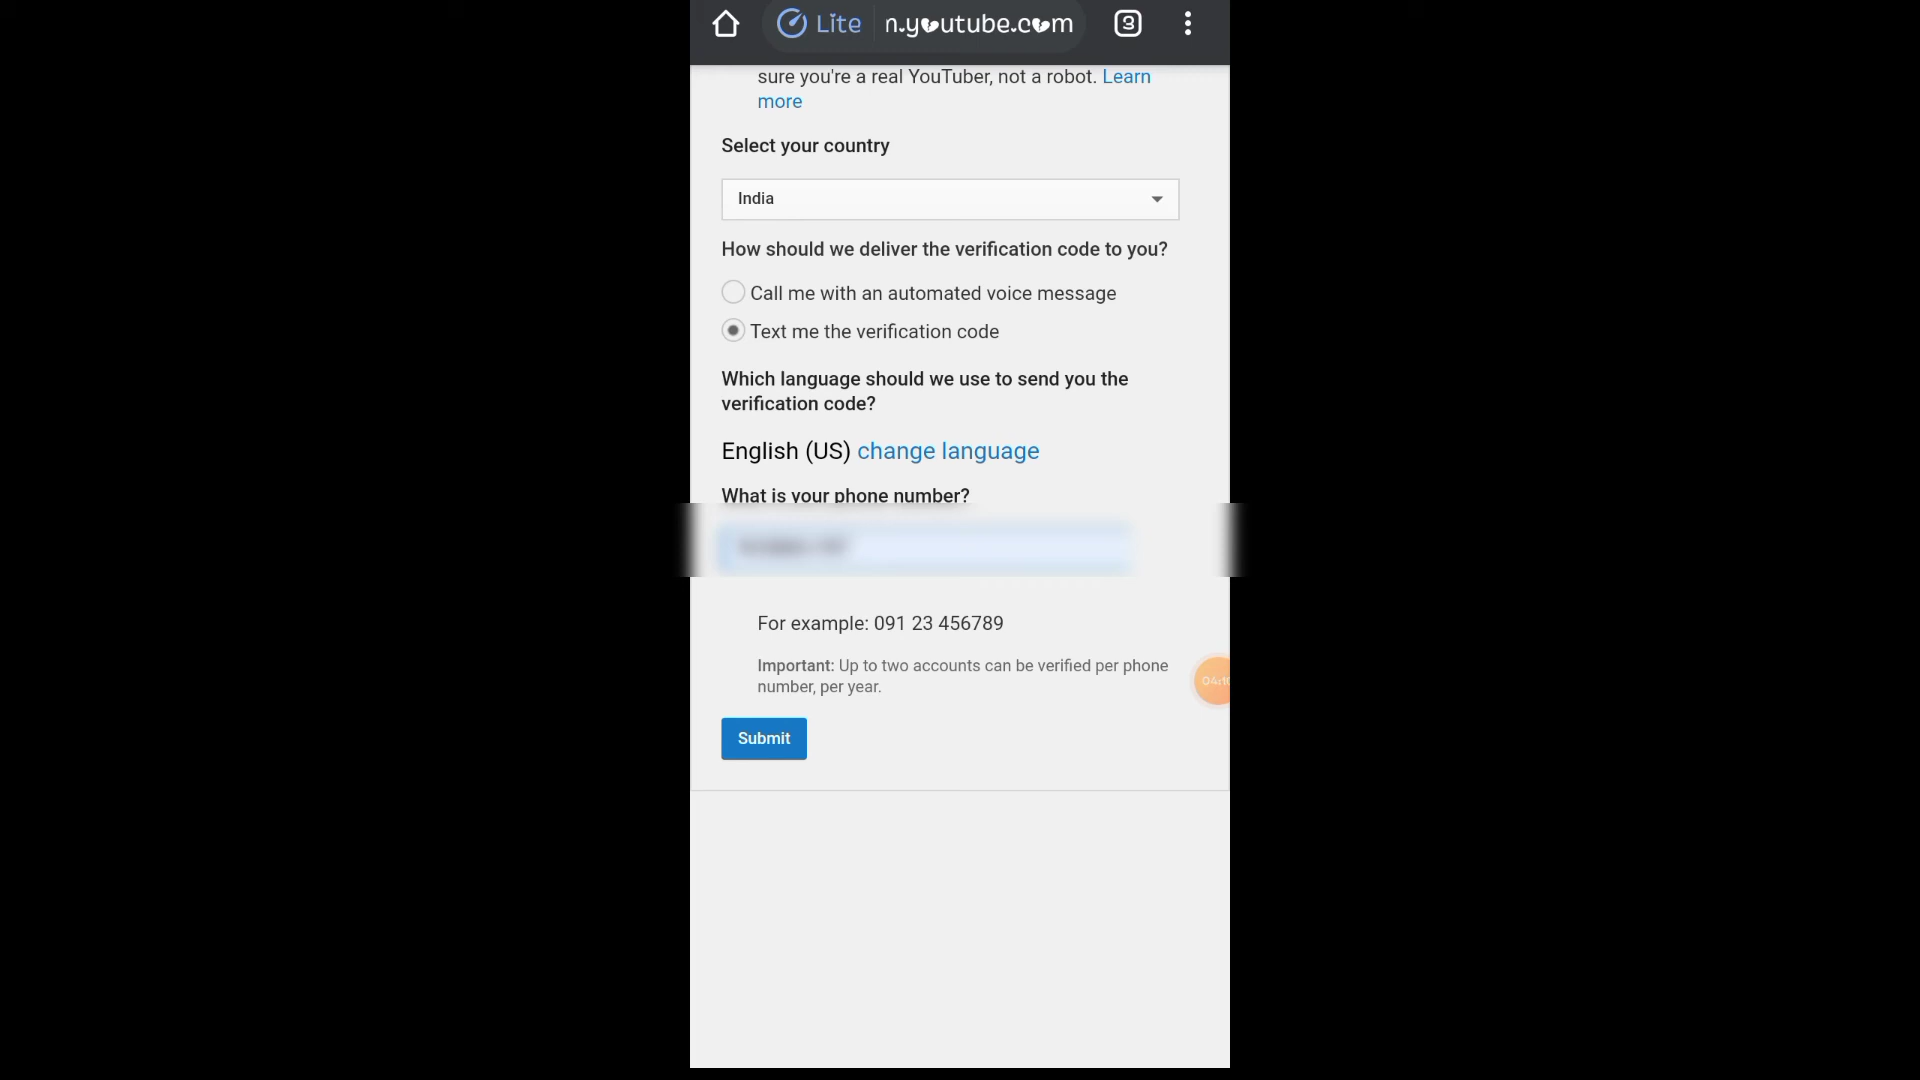 Lite n.youtube.com 3
sure you're a real YouTuber, not a robot. Learn
more
Select your country
India
How should we deliver the verification code to you?
Call me with an automated voice message
Text me the verification code
Which language should we use to send you the
verification code?
English (US) change language
What is your phone number?
For example: 091 23 456789
Important: Up to two accounts can be verified per phone
number, per year.
Submit